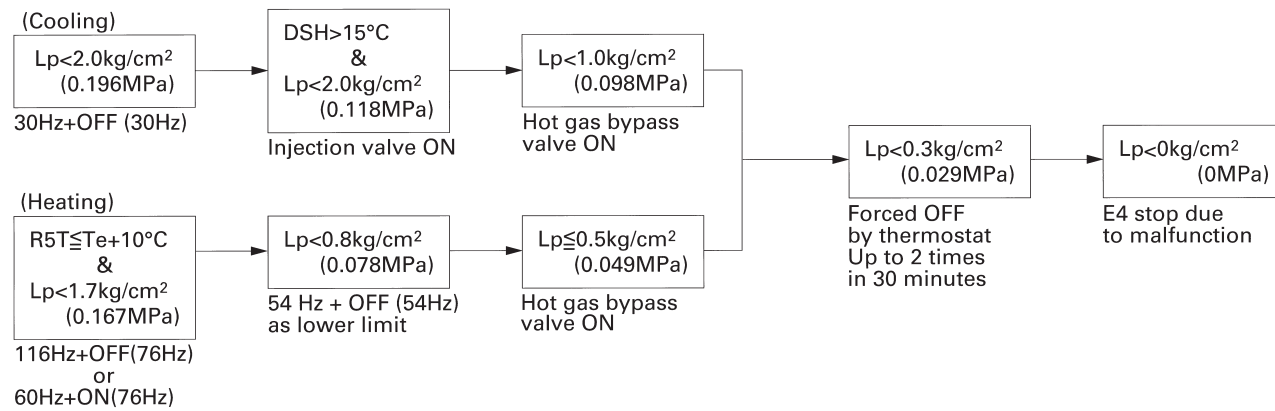 (Cooling)
Lp<2.0kg/cm²
(0.196MPa)
30Hz+OFF (30Hz)
DSH>15°C
&
Lp<2.0kg/cm²
(0.118MPa)
Injection valve ON
Lp<1.0kg/cm²
(0.098MPa)
Hot gas bypass
valve ON
(Heating)
R5T≦Te+10°C
&
Lp<1.7kg/cm²
(0.167MPa)
116Hz+OFF(76Hz)
or
60Hz+ON(76Hz)
Lp<0.8kg/cm²
(0.078MPa)
54 Hz + OFF (54Hz)
as lower limit
Lp≦0.5kg/cm²
(0.049MPa)
Hot gas bypass
valve ON
Lp<0.3kg/cm²
(0.029MPa)
Forced OFF
by thermostat
Up to 2 times
in 30 minutes
Lp<0kg/cm²
(0MPa)
E4 stop due
to malfunction